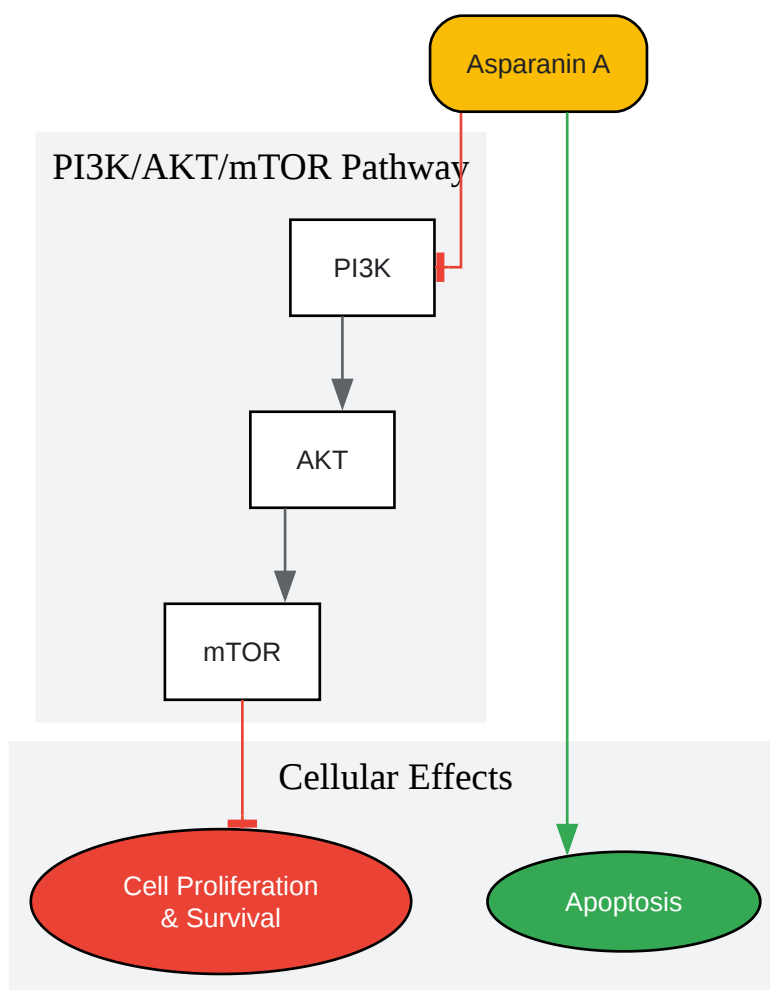 Asparanin A
PI3K/AKT/mTOR Pathway
PI3K
AKT
mTOR
Cellular Effects
Cell Proliferation
& Survival
Apoptosis